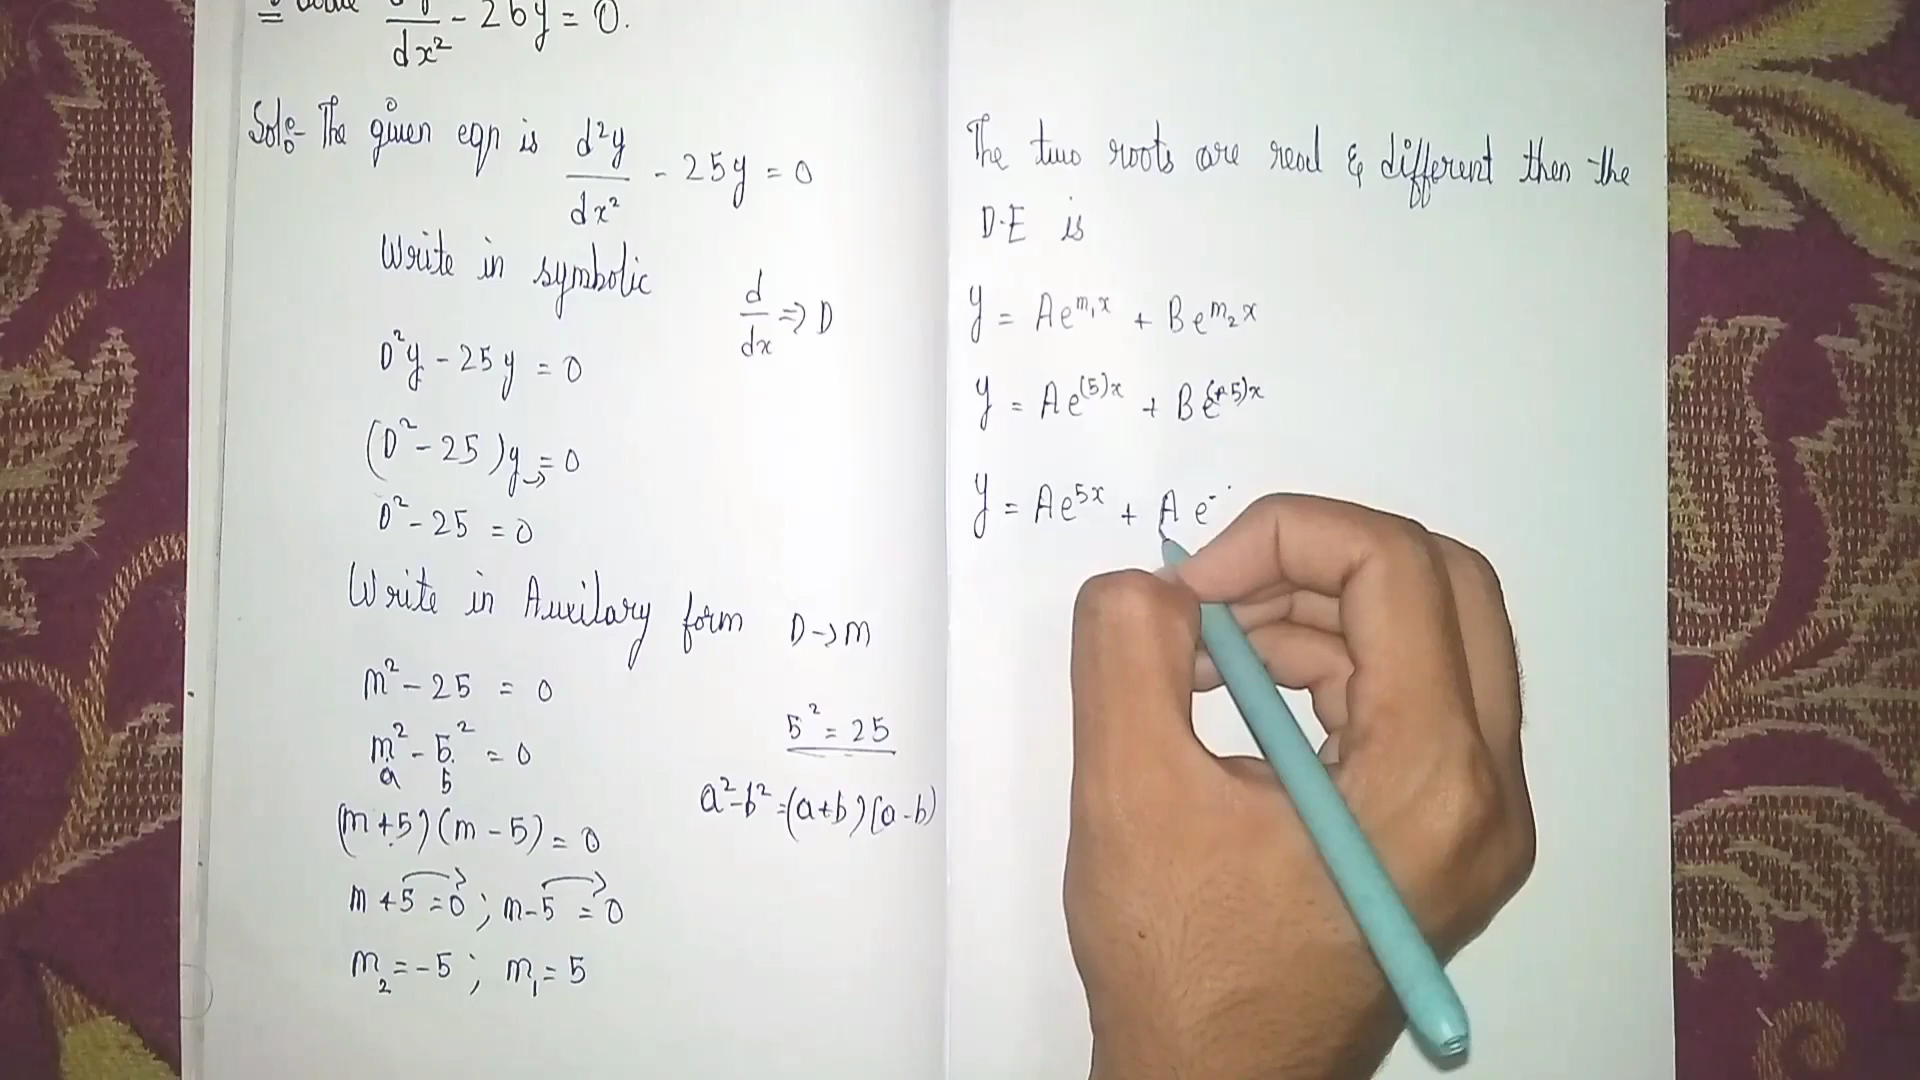 d²y/dx² - 25y = 0.
Sol:- The given eqn is d²y/dx² - 25y = 0
Write in symbolic
d/dx ⇒ D
D²y - 25y = 0
(D² - 25)y = 0
D² - 25 = 0
Write in Auxilary form D → m
m² - 25 = 0
5² = 25
m² - 5² = 0
a b
a² - b² = (a+b)(a-b)
(m+5)(m-5) = 0
m+5=0 ; m-5=0
m₂ = -5 ; m₁ = 5
The two roots are real & different then the
D.E is
y = Ae^{m₁x} + Be^{m₂x}
y = Ae^{(5)x} + Be^{(-5)x}
y = Ae^{5x} + A e^{-